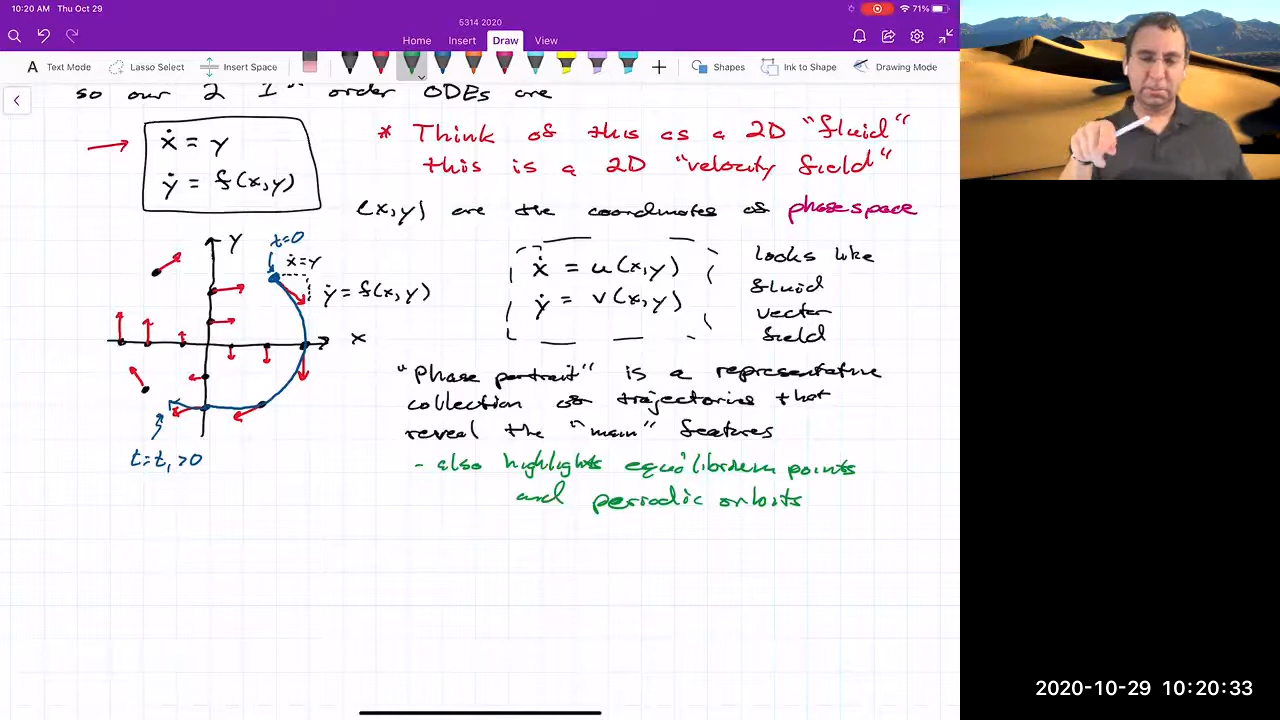 10:20 AM Thu Oct 29
71%
5314 2020
Home Insert Draw View
Text Mode Lasso Select Insert Space Shapes Ink to Shape Drawing Mode
so our 2 1st order ODEs are
ẋ = y
ẏ = f(x,y)
* Think of this as a 2D "fluid"
this is a 2D "velocity field"
(x,y) are the coordinates of phase space
y
t=0
ẋ=y
ẏ = f(x,y)
x
t=t₁>0
ẋ = u(x,y)
ẏ = v(x,y)
looks like
fluid
vector
field
"Phase portrait" is a representative
collection of trajectories that
reveal the "main" features
- also highlights equilibrium points
and periodic orbits
2020-10-29 10:20:33